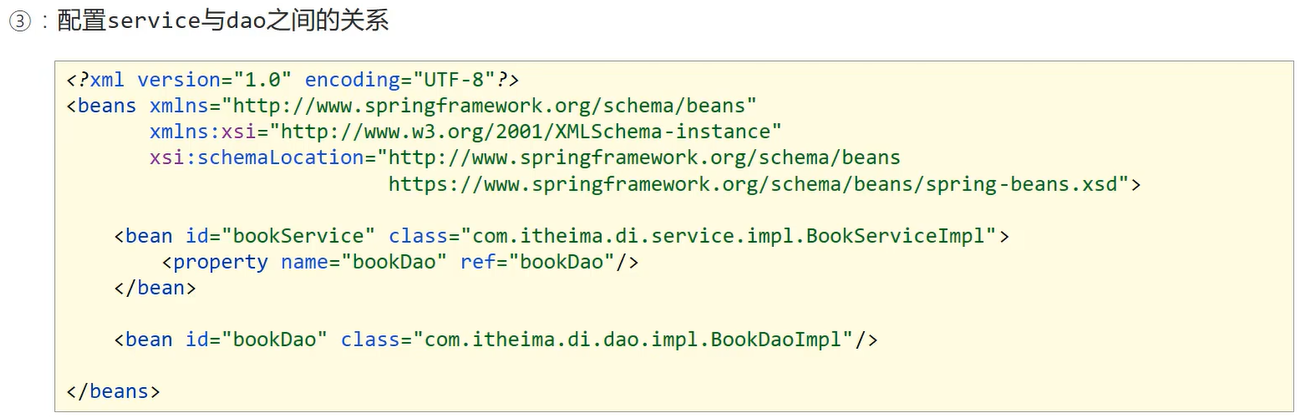 ③：配置service与dao之间的关系
<?xml version="1.0" encoding="UTF-8"?>
<beans xmlns="http://www.springframework.org/schema/beans"
       xmlns:xsi="http://www.w3.org/2001/XMLSchema-instance"
       xsi:schemaLocation="http://www.springframework.org/schema/beans
                           https://www.springframework.org/schema/beans/spring-beans.xsd">
    <bean id="bookService" class="com.itheima.di.service.impl.BookServiceImpl">
        <property name="bookDao" ref="bookDao"/>
    </bean>
    <bean id="bookDao" class="com.itheima.di.dao.impl.BookDaoImpl"/>
</beans>